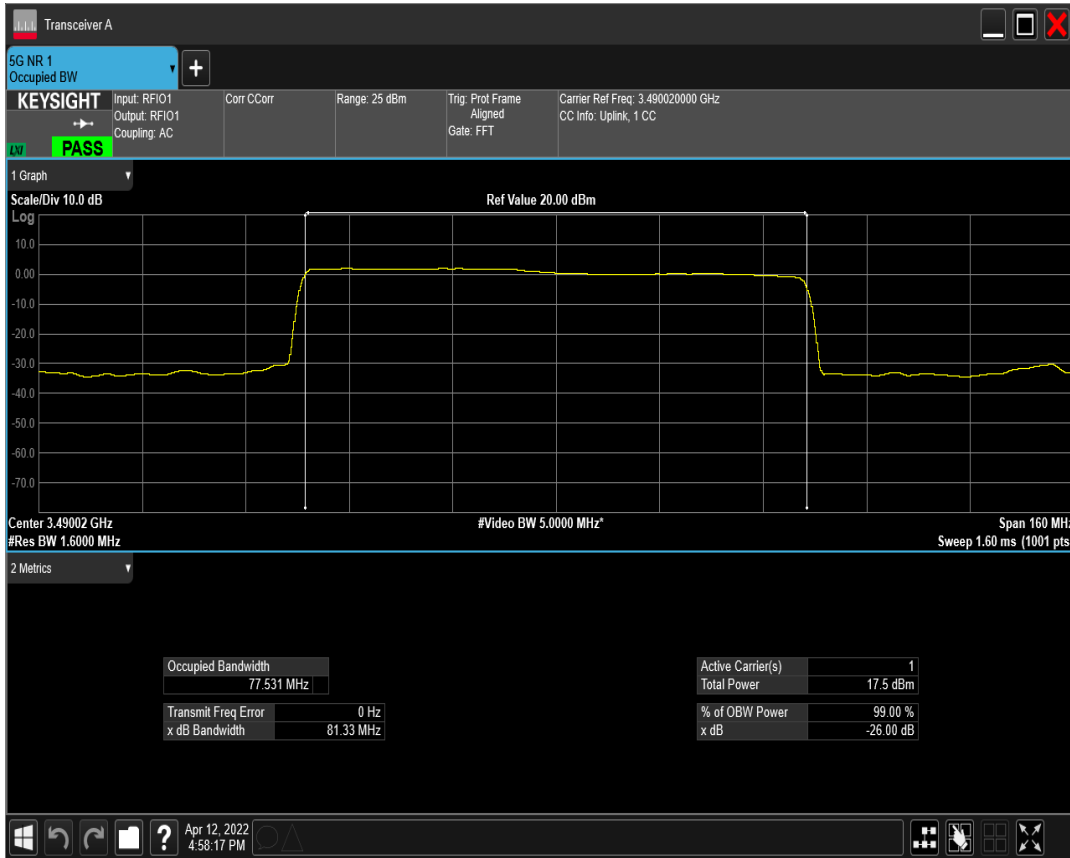 Transceiver A
5G NR 1
Occupied BW
+
KEYSIGHT
LXI
PASS
Input: RFIO1
Output: RFIO1
Coupling: AC
Corr CCorr
Range: 25 dBm
Trig: Prot Frame
Aligned
Gate: FFT
Carrier Ref Freq: 3.490020000 GHz
CC Info: Uplink, 1 CC
1 Graph
Scale/Div 10.0 dB
Ref Value 20.00 dBm
Log
10.0
0.00
-10.0
-20.0
-30.0
-40.0
-50.0
-60.0
-70.0
Center 3.49002 GHz
#Video BW 5.0000 MHz*
Span 160 MHz
#Res BW 1.6000 MHz
Sweep 1.60 ms (1001 pts
2 Metrics
Occupied Bandwidth
77.531 MHz
Transmit Freq Error 0 Hz
x dB Bandwidth 81.33 MHz
Active Carrier(s) 1
Total Power 17.5 dBm
% of OBW Power 99.00 %
x dB -26.00 dB
?
Apr 12, 2022
4:58:17 PM